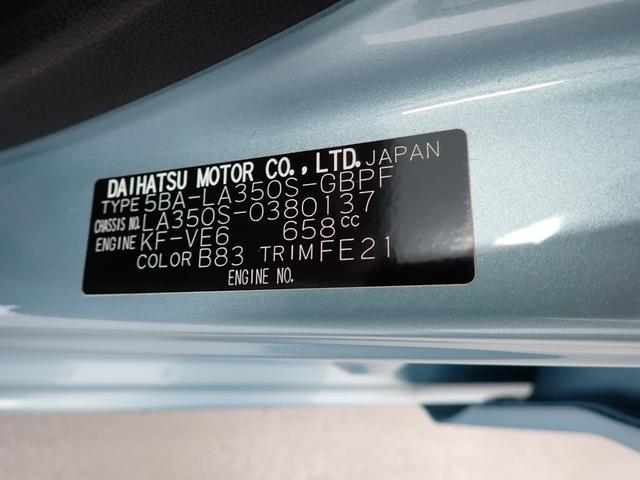 DAIHATSU MOTOR CO., LTD. JAPAN
TYPE 5BA-LA350S-GBPF
CHASSIS NO. LA350S-0380137
ENGINE KF-VE6 658cc
COLOR B83 TRIM FE21
ENGINE NO.